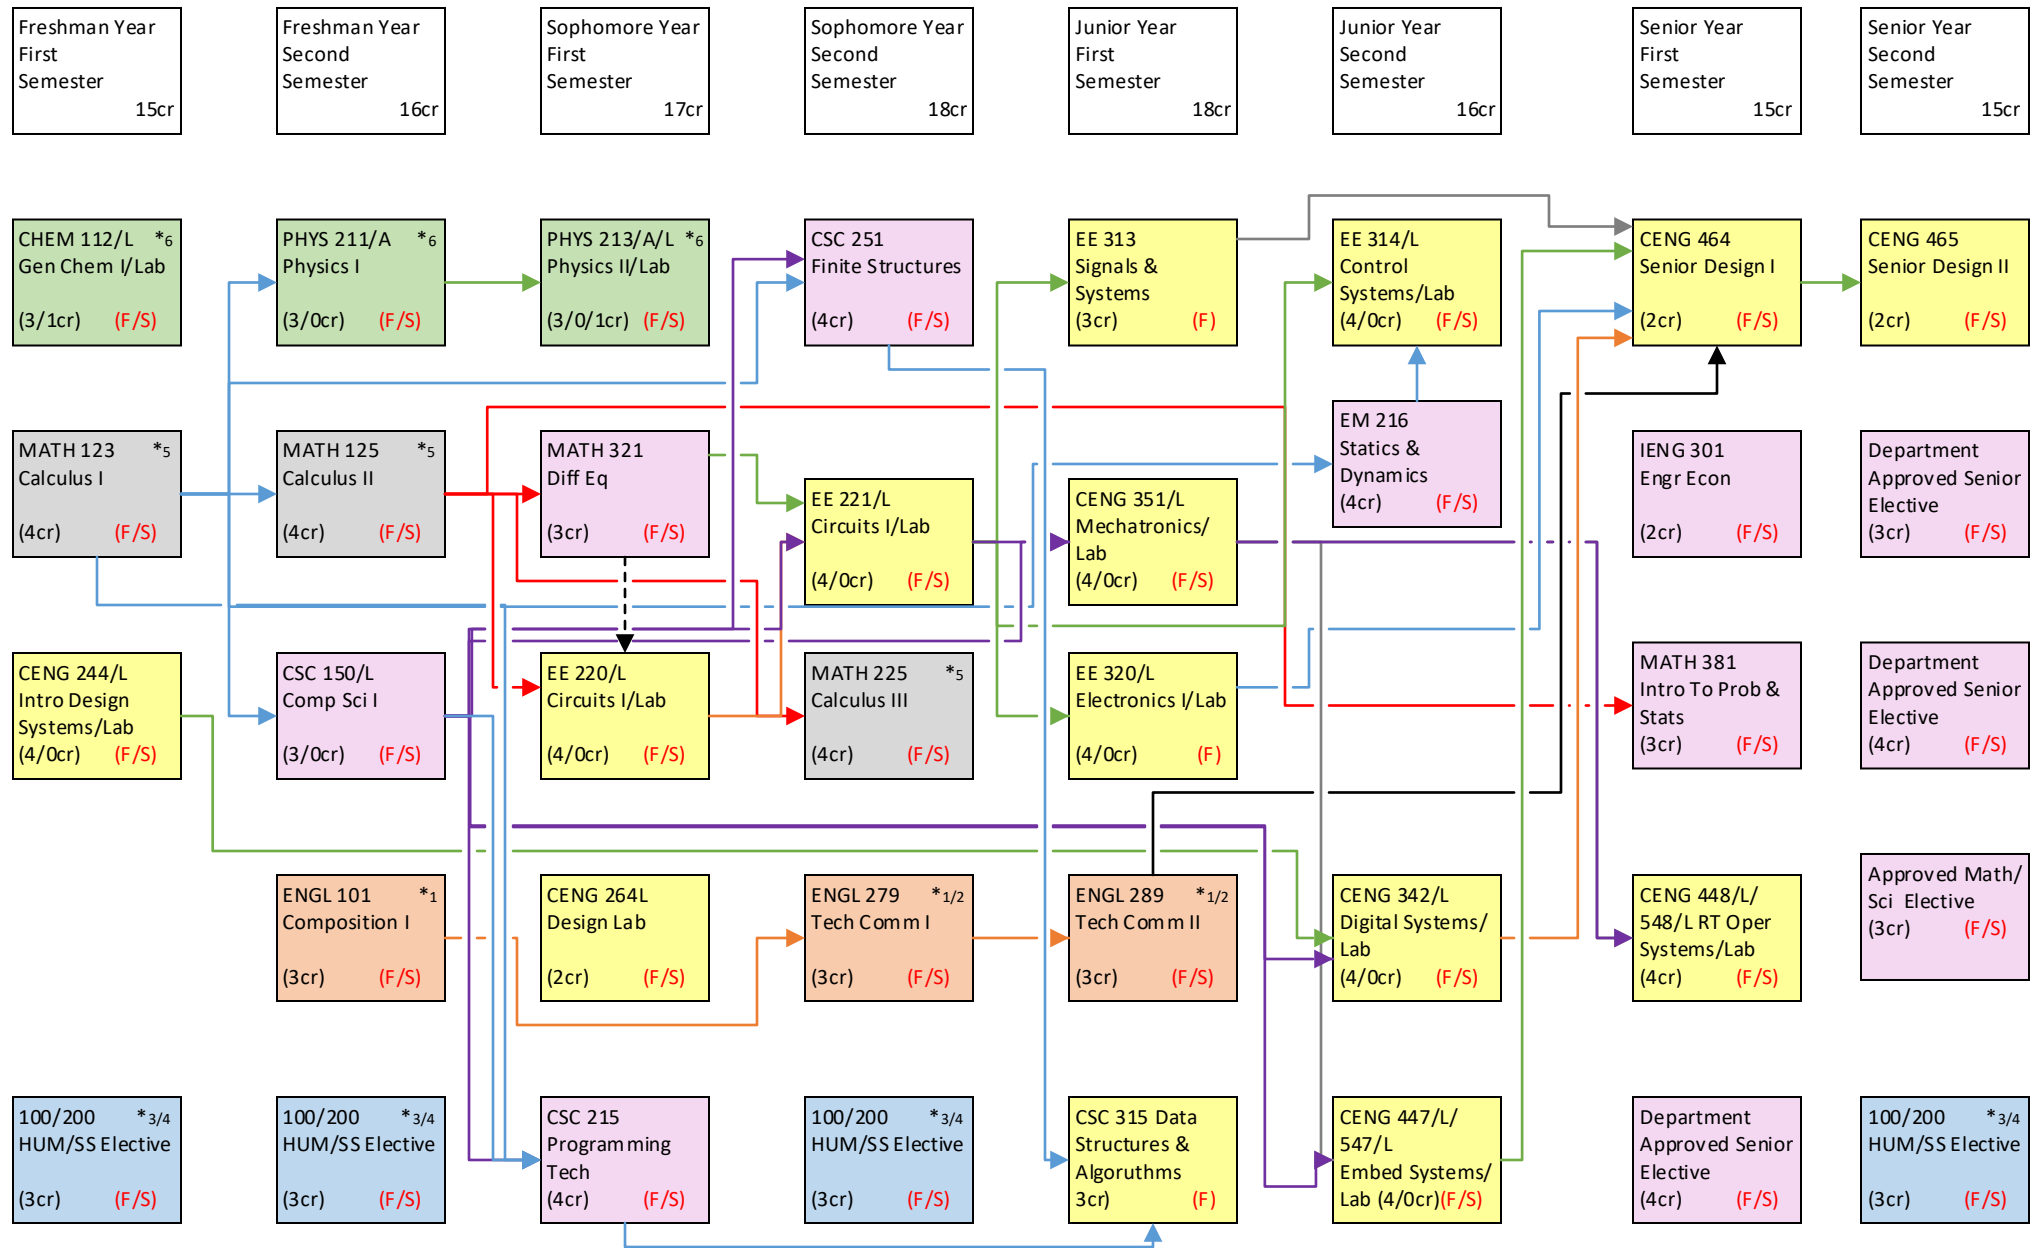 Freshman Year
First
Semester
15cr
Freshman Year
Second
Semester
16cr
Sophomore Year
First
Semester
17cr
Sophomore Year
Second
Semester
18cr
Junior Year
First
Semester
18cr
Junior Year
Second
Semester
16cr
Senior Year
First
Semester
15cr
Senior Year
Second
Semester
15cr
CHEM 112/L *6
Gen Chem I/Lab
(3/1cr) (F/S)
PHYS 211/A *6
Physics I
(3/0cr) (F/S)
PHYS 213/A/L *6
Physics II/Lab
(3/0/1cr) (F/S)
CSC 251
Finite Structures
(4cr) (F/S)
EE 313
Signals &
Systems
(3cr) (F)
EE 314/L
Control
Systems/Lab
(4/0cr) (F/S)
CENG 464
Senior Design I
(2cr) (F/S)
CENG 465
Senior Design II
(2cr) (F/S)
MATH 123 *5
Calculus I
(4cr) (F/S)
MATH 125 *5
Calculus II
(4cr) (F/S)
MATH 321
Diff Eq
(3cr) (F/S)
EE 221/L
Circuits I/Lab
(4/0cr) (F/S)
CENG 351/L
Mechatronics/
Lab
(4/0cr) (F/S)
EM 216
Statics &
Dynamics
(4cr) (F/S)
IENG 301
Engr Econ
(2cr) (F/S)
Department
Approved Senior
Elective
(3cr) (F/S)
CENG 244/L
Intro Design
Systems/Lab
(4/0cr) (F/S)
CSC 150/L
Comp Sci I
(3/0cr) (F/S)
EE 220/L
Circuits I/Lab
(4/0cr) (F/S)
MATH 225 *5
Calculus III
(4cr) (F/S)
EE 320/L
Electronics I/Lab
(4/0cr) (F)
MATH 381
Intro To Prob &
Stats
(3cr) (F/S)
Department
Approved Senior
Elective
(4cr) (F/S)
ENGL 101 *1
Composition I
(3cr) (F/S)
CENG 264L
Design Lab
(2cr) (F/S)
ENGL 279 *1/2
Tech Comm I
(3cr) (F/S)
ENGL 289 *1/2
Tech Comm II
(3cr) (F/S)
CENG 342/L
Digital Systems/
Lab
(4/0cr) (F/S)
CENG 448/L/
548/L RT Oper
Systems/Lab
(4cr) (F/S)
Approved Math/
Sci Elective
(3cr) (F/S)
100/200 *3/4
HUM/SS Elective
(3cr) (F/S)
100/200 *3/4
HUM/SS Elective
(3cr) (F/S)
CSC 215
Programming
Tech
(4cr) (F/S)
100/200 *3/4
HUM/SS Elective
(3cr) (F/S)
CSC 315 Data
Structures &
Algoruthms
3cr) (F)
CENG 447/L/
547/L
Embed Systems/
Lab (4/0cr)(F/S)
Department
Approved Senior
Elective
(4cr) (F/S)
100/200 *3/4
HUM/SS Elective
(3cr) (F/S)